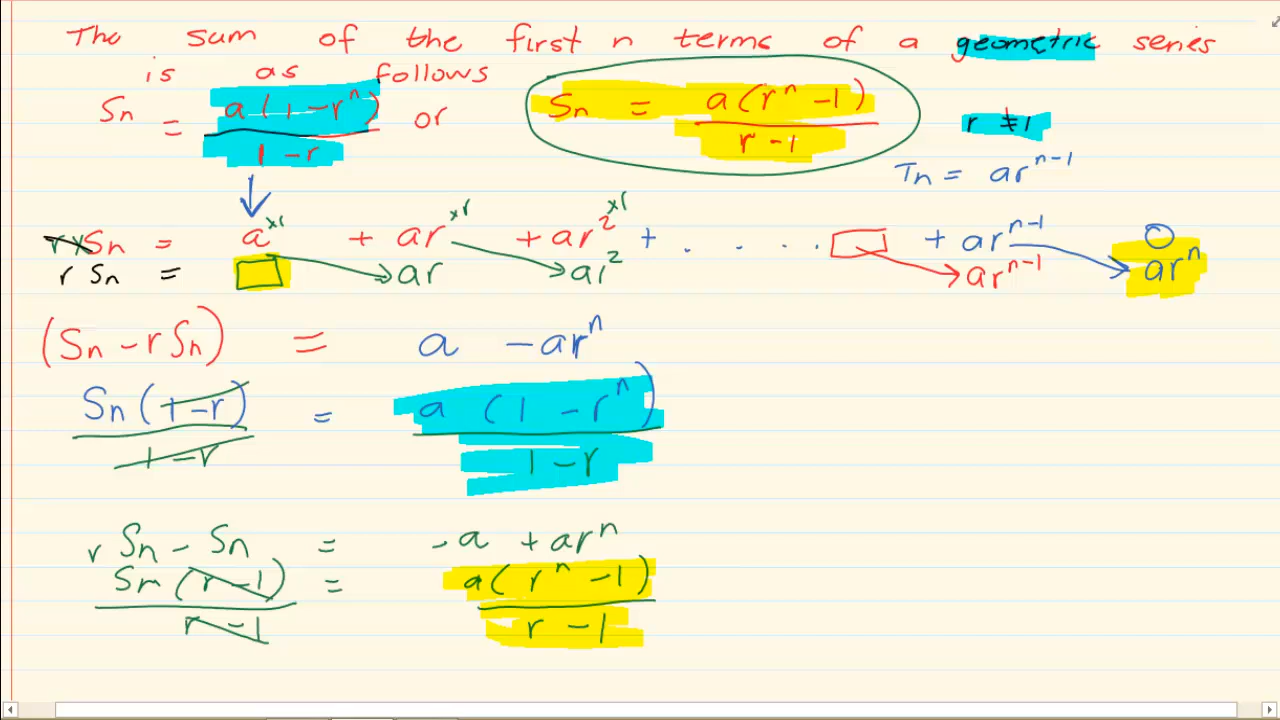 The sum of the first n terms of a geometric series
is as follows
Sn = a(1-r^n)/1-r or Sn = a(r^n-1)/r-1 r ≠ 1
Tn = ar^n-1
r×Sn = a ×r + ar ×r + ar^2 ×r + . . . . □ + ar^n-1 0
r Sn = □ ar ar^2 ar^n-1 ar^n
(Sn - rSn) = a - ar^n
Sn(1-r)/1-r = a(1-r^n)/1-r
r Sn - Sn = -a + ar^n
Sn(r-1)/r-1 = a(r^n-1)/r-1